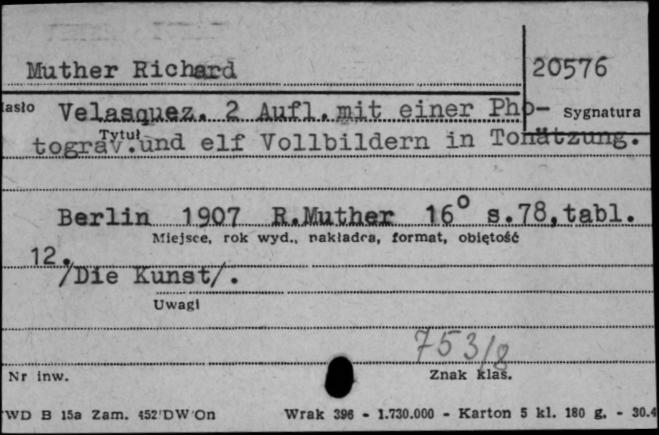 Muther Richard
20576
Hasło Velasquez. 2 Aufl. mit einer Pho- Sygnatura
Tytuł
tograv. und elf Vollbildern in Tonätzung.
Berlin 1907 R.Muther 16° s.78,tabl.
Miejsce, rok wyd., nakładca, format, objętość
12.
/Die Kunst/.
Uwagi
753/8
Nr inw.
Znak klas.
WD B 15a Zam. 452/DW/On Wrak 396 - 1.730.000 - Karton 5 kl. 180 g. - 30.4